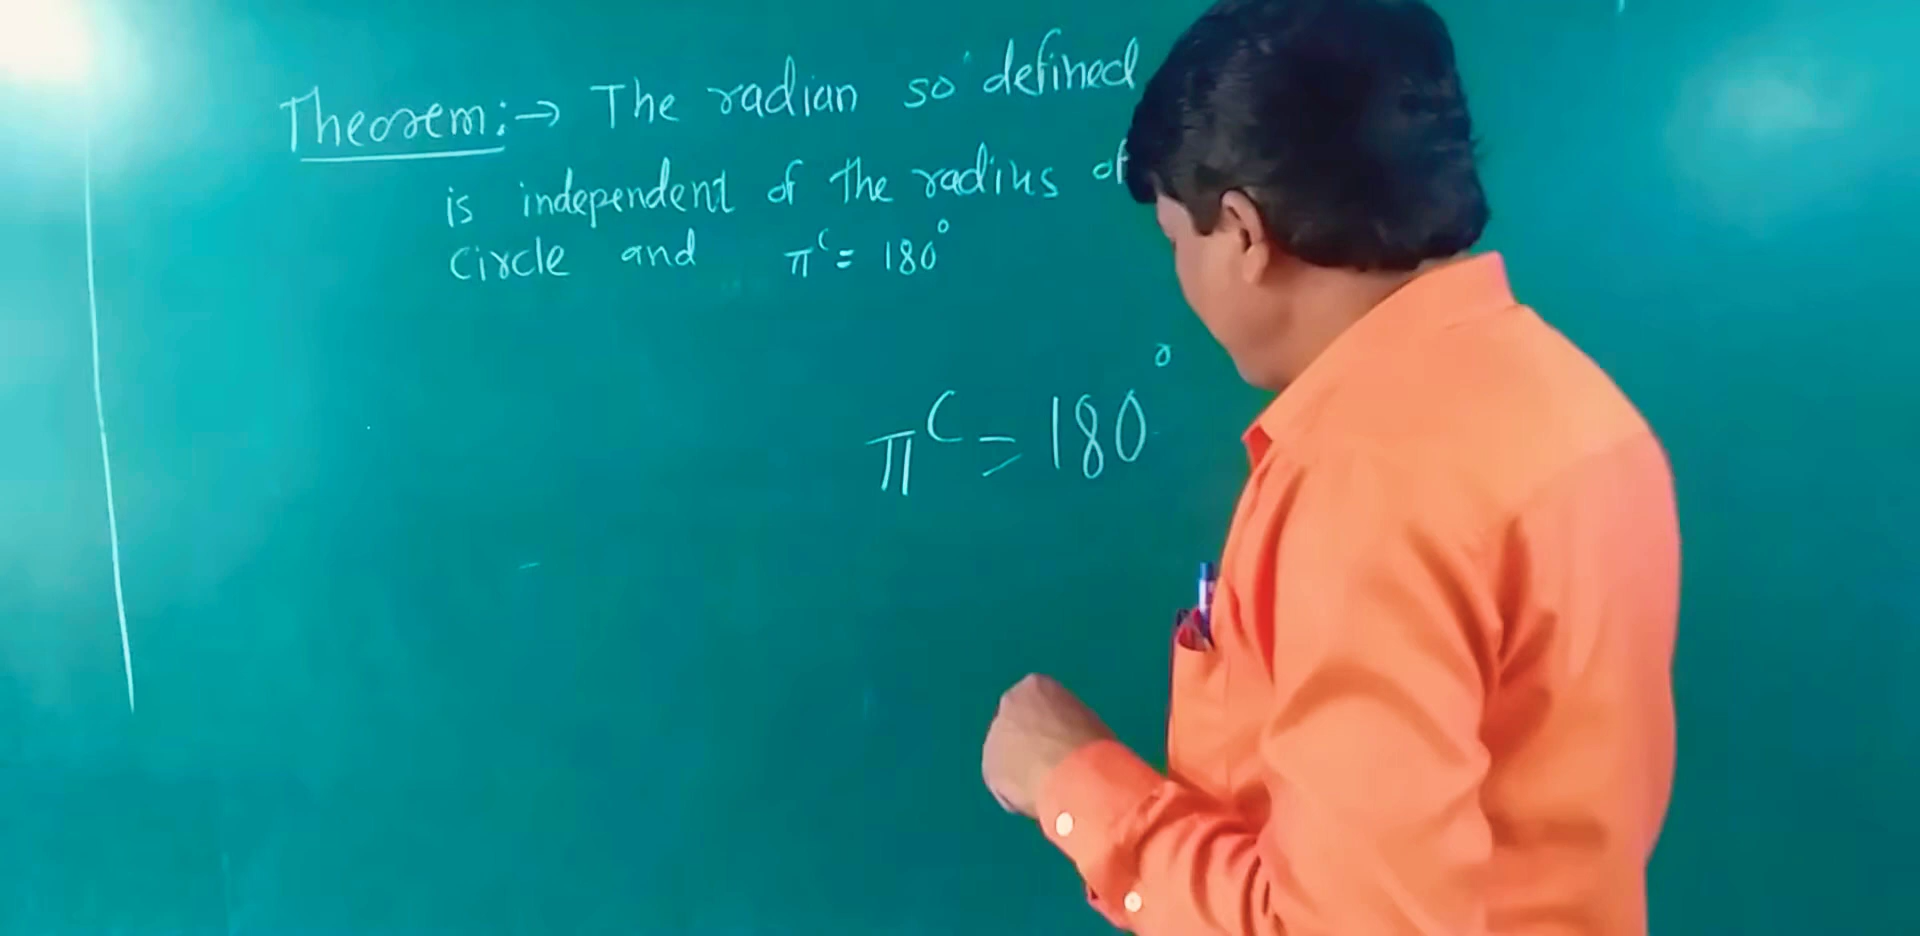 Theorem:→ The radian so defined
is independent of the radius of
circle and π^c = 180°
π^c = 180°